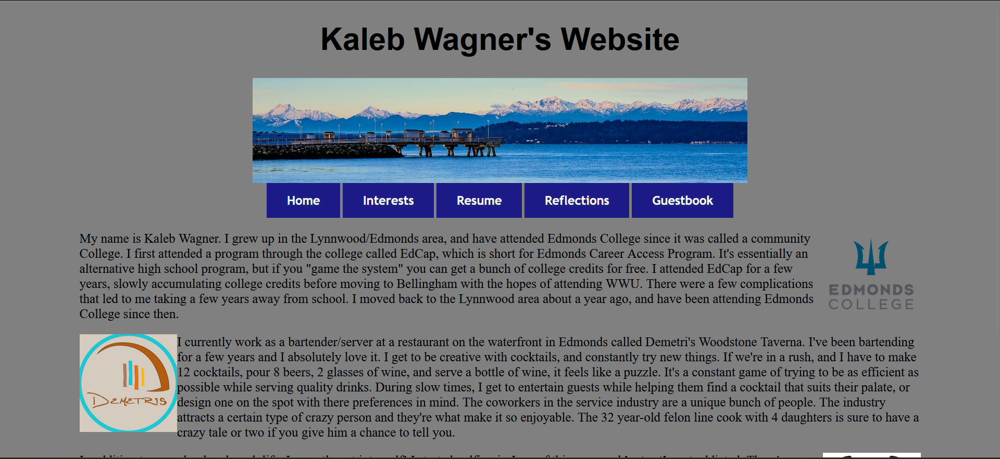 Kaleb Wagner's Website
Home Interests Resume Reflections Guestbook
My name is Kaleb Wagner. I grew up in the Lynnwood/Edmonds area, and have attended Edmonds College since it was called a community
College. I first attended a program through the college called EdCap, which is short for Edmonds Career Access Program. It's essentially an
alternative high school program, but if you "game the system" you can get a bunch of college credits for free. I attended EdCap for a few
years, slowly accumulating college credits before moving to Bellingham with the hopes of attending WWU. There were a few complications
that led to me taking a few years away from school. I moved back to the Lynnwood area about a year ago, and have been attending Edmonds
College since then.
EDMONDS
COLLEGE
DEMETRIS
I currently work as a bartender/server at a restaurant on the waterfront in Edmonds called Demetri's Woodstone Taverna. I've been bartending
for a few years and I absolutely love it. I get to be creative with cocktails, and constantly try new things. If we're in a rush, and I have to make
12 cocktails, pour 8 beers, 2 glasses of wine, and serve a bottle of wine, it feels like a puzzle. It's a constant game of trying to be as efficient as
possible while serving quality drinks. During slow times, I get to entertain guests while helping them find a cocktail that suits their palate, or
design one on the spot with there preferences in mind. The coworkers in the service industry are a unique bunch of people. The industry
attracts a certain type of crazy person and they're what make it so enjoyable. The 32 year-old felon line cook with 4 daughters is sure to have a
crazy tale or two if you give him a chance to tell you.